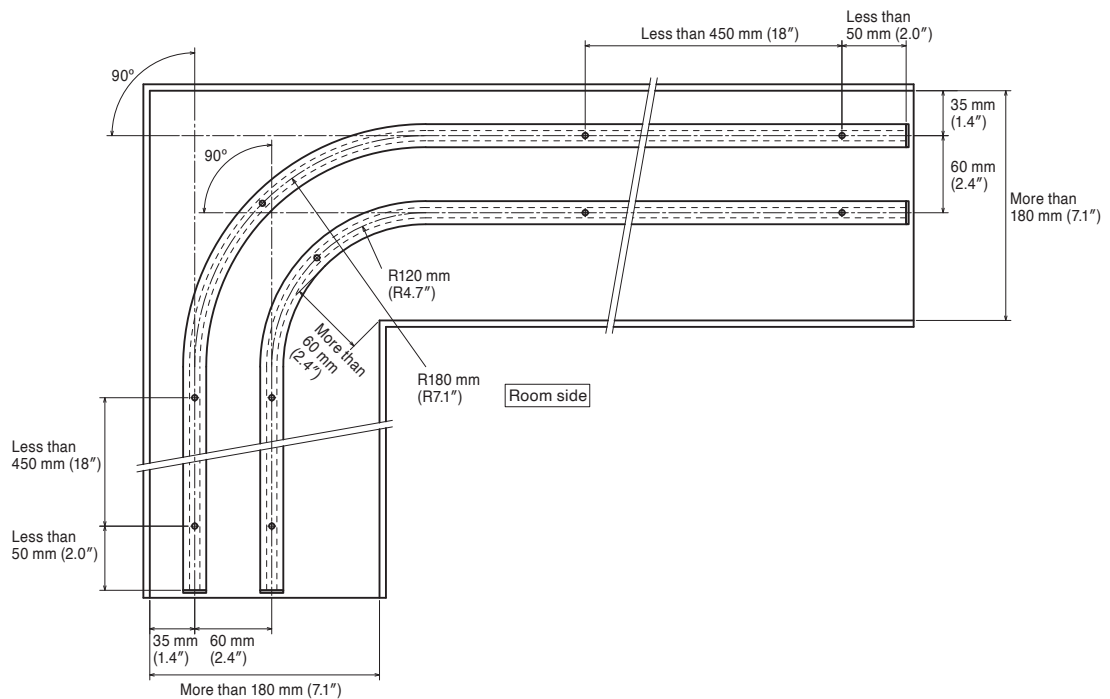 Less than
50 mm (2.0″)
Less than 450 mm (18″)
90º
35 mm
(1.4″)
90º
60 mm
(2.4″)
More than
180 mm (7.1″)
R120 mm
(R4.7″)
More than
60 mm
(2.4″)
R180 mm
(R7.1″)
Room side
Less than
450 mm (18″)
Less than
50 mm (2.0″)
35 mm
(1.4″)
60 mm
(2.4″)
More than 180 mm (7.1″)